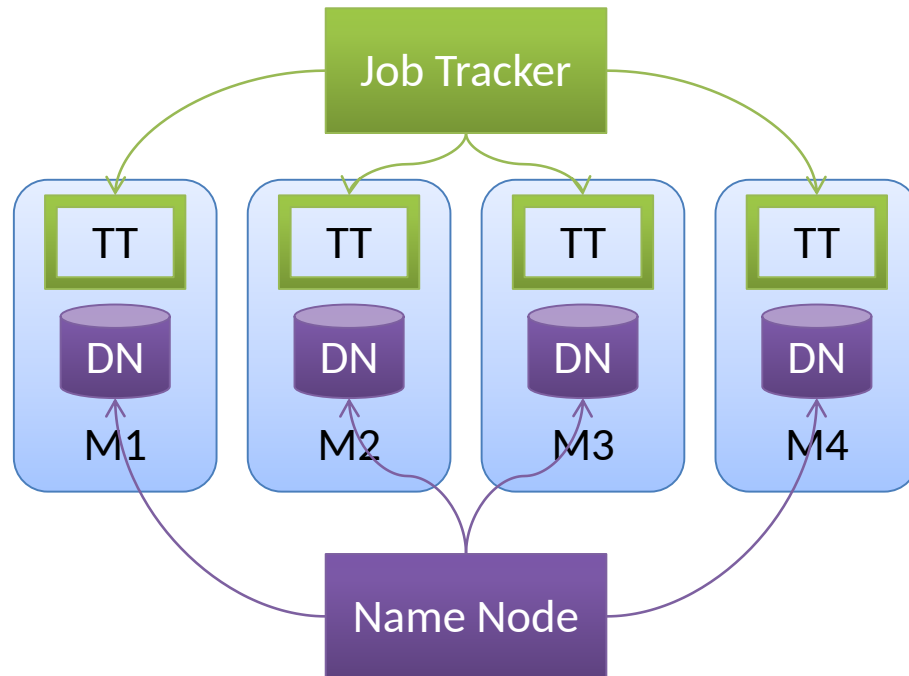 Job Tracker
TT
TT
TT
TT
DN
DN
DN
DN
M1
M2
M3
M4
Name Node